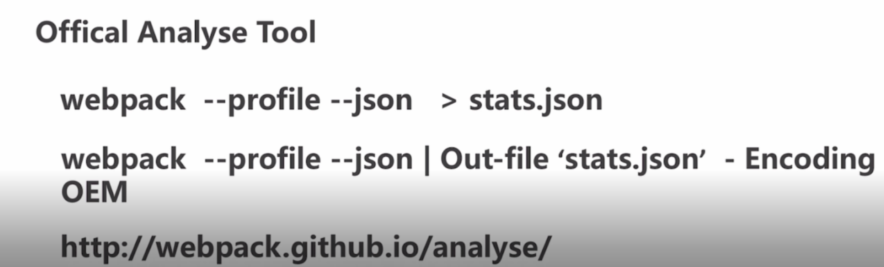 Offical Analyse Tool
webpack --profile --json > stats.json
webpack --profile --json | Out-file ‘stats.json’ - Encoding
OEM
http://webpack.github.io/analyse/